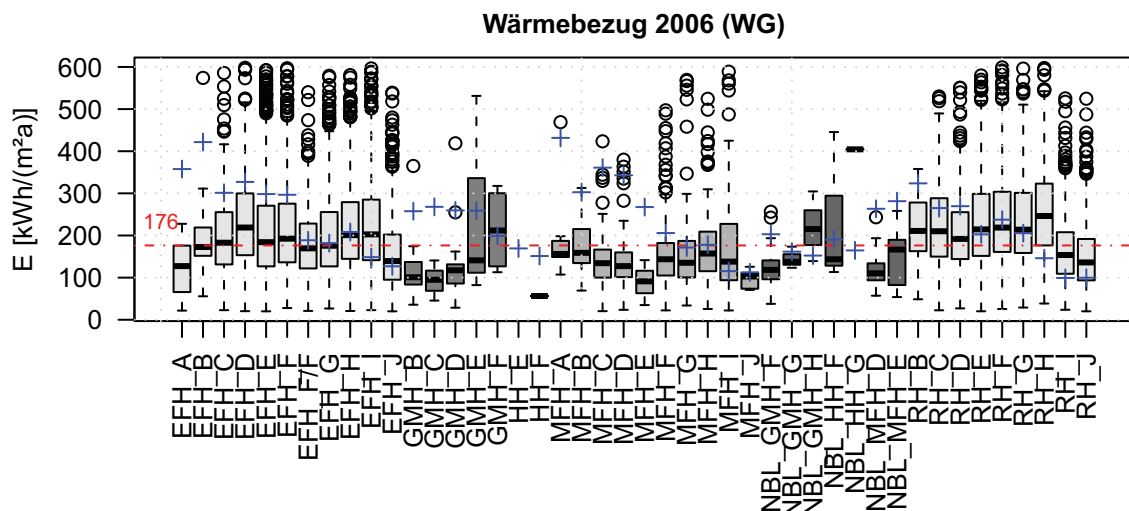 Wärmebezug 2006 (WG)
E [kWh/(m²a)]
600
500
400
300
200
100
0
176
EFH_A
EFH_B
EFH_C
EFH_D
EFH_E
EFH_F
EFH_F/F
EFH_G
EFH_H
EFH_I
EFH_J
GMH_B
GMH_C
GMH_D
GMH_E
GMH_F
HH_E
HH_F
MFH_A
MFH_B
MFH_C
MFH_D
MFH_E
MFH_F
MFH_G
MFH_H
MFH_I
MFH_J
NBL_GMH_F
NBL_GMH_G
NBL_GMH_H
NBL_HH_F
NBL_HH_G
NBL_MFH_D
NBL_MFH_E
RH_B
RH_C
RH_D
RH_E
RH_F
RH_G
RH_H
RH_I
RH_J